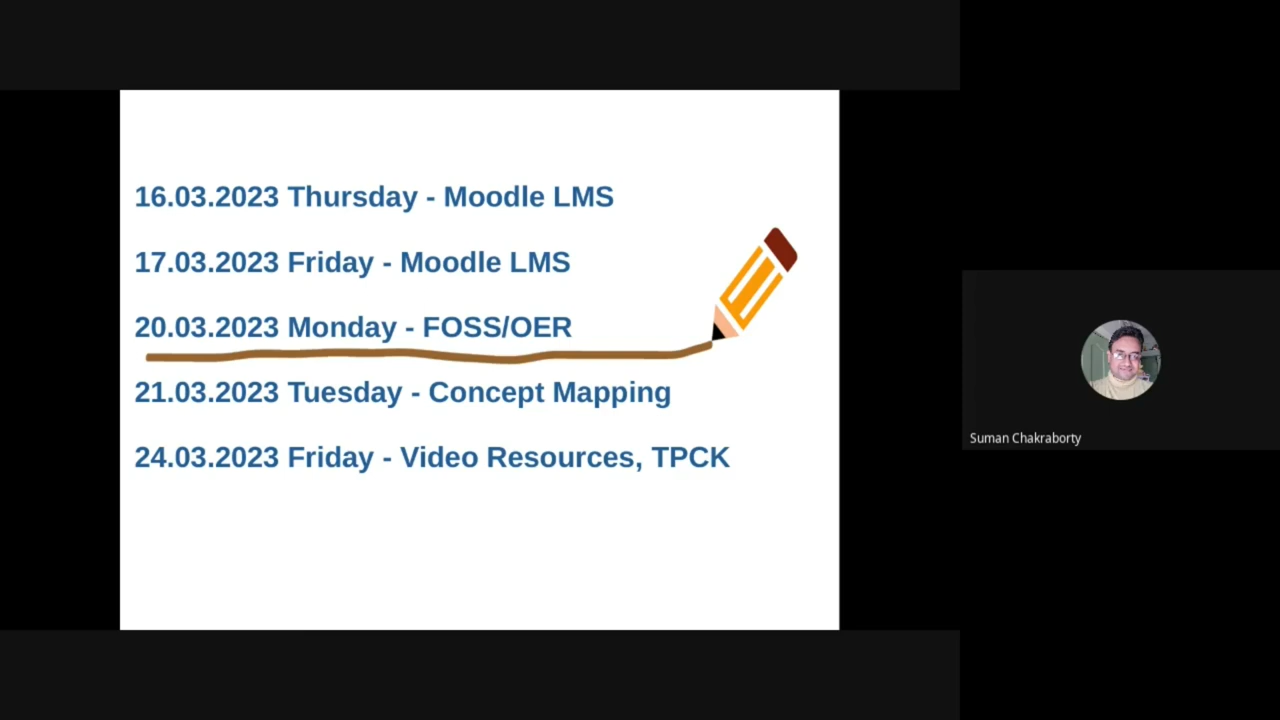 16.03.2023 Thursday - Moodle LMS
17.03.2023 Friday - Moodle LMS
20.03.2023 Monday - FOSS/OER
21.03.2023 Tuesday - Concept Mapping
24.03.2023 Friday - Video Resources, TPCK
Suman Chakraborty